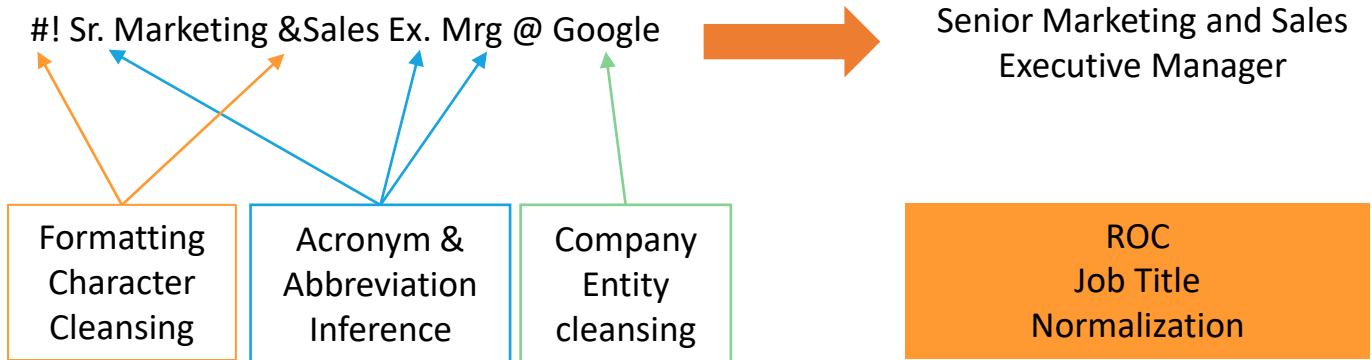 #! Sr. Marketing &Sales Ex. Mrg @ Google
Senior Marketing and Sales
Executive Manager
Formatting
Character
Cleansing
Acronym &
Abbreviation
Inference
Company
Entity
cleansing
ROC
Job Title
Normalization